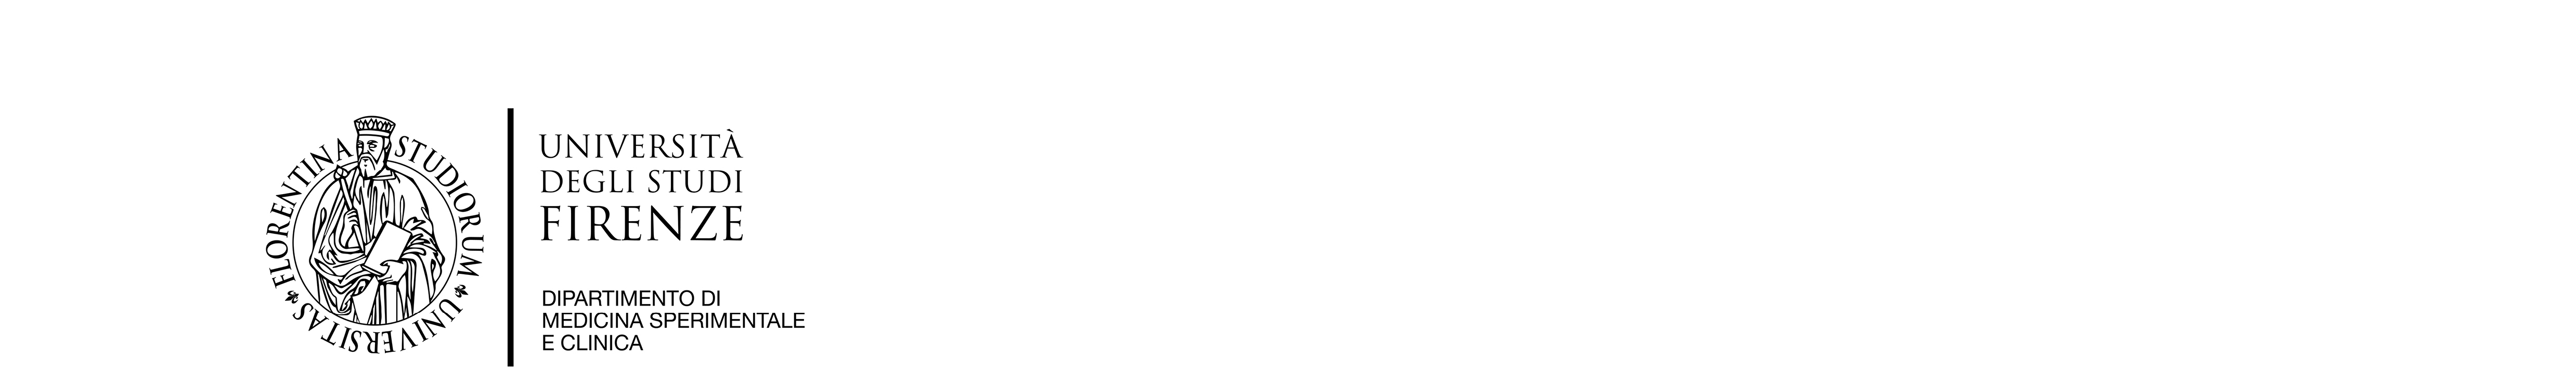 FLORENTINA STUDIORUM UNIVERSITAS
UNIVERSITÀ
DEGLI STUDI
FIRENZE
DIPARTIMENTO DI
MEDICINA SPERIMENTALE
E CLINICA